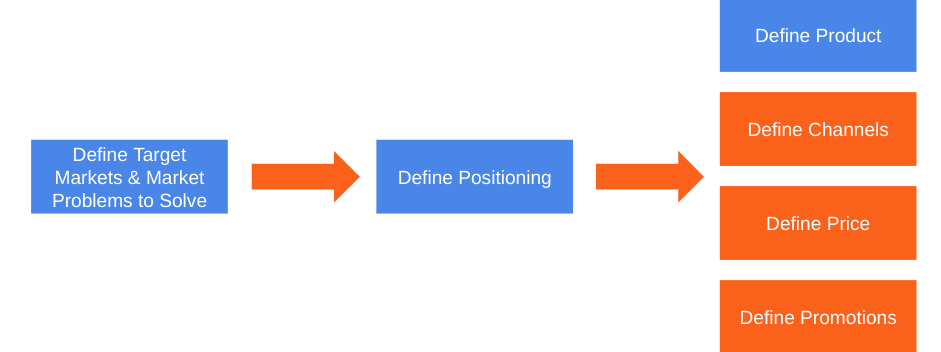 Define Target
Markets & Market
Problems to Solve
Define Positioning
Define Product
Define Channels
Define Price
Define Promotions